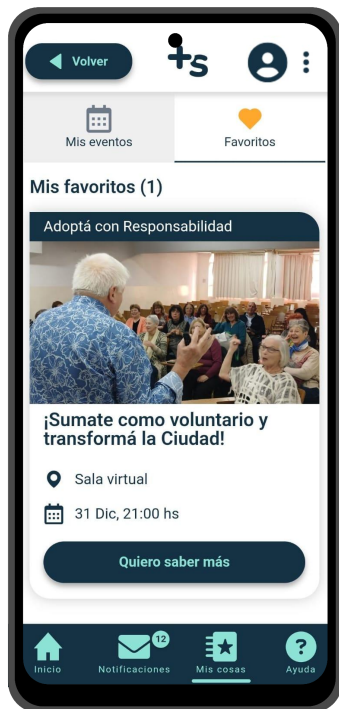 Volver
+s
Mis eventos
Favoritos
Mis favoritos (1)
Adoptá con Responsabilidad
¡Sumate como voluntario y
transformá la Ciudad!
Sala virtual
31 Dic, 21:00 hs
Quiero saber más
12
Inicio
Notificaciones
Mis cosas
?
Ayuda